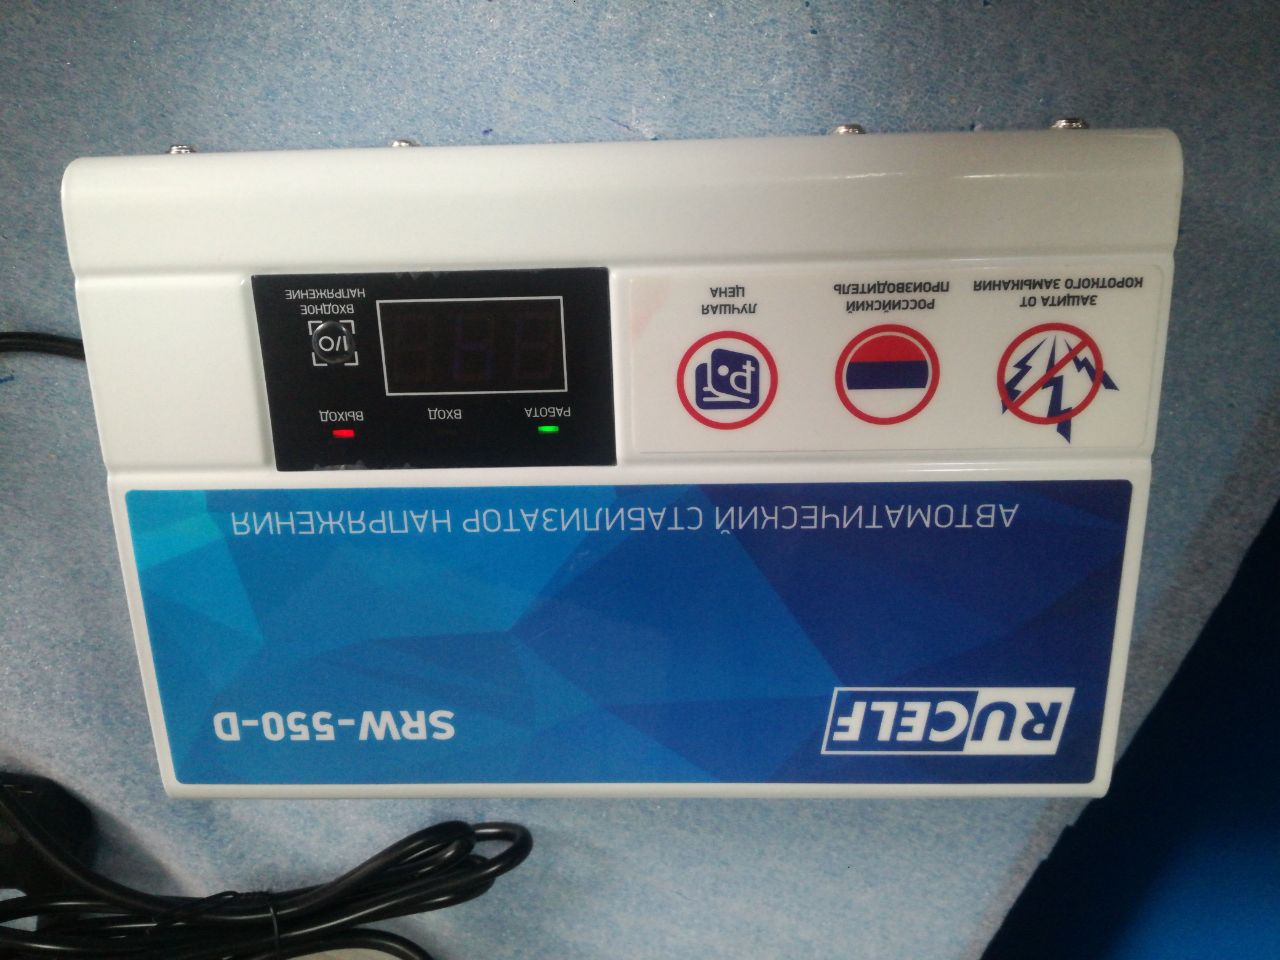 RUCELF
SRW-550-D
АВТОМАТИЧЕСКИЙ СТАБИЛИЗАТОР НАПРЯЖЕНИЯ
ЗАЩИТА ОТ
КОРОТКОГО ЗАМЫКАНИЯ
РОССИЙСКИЙ
ПРОИЗВОДИТЕЛЬ
ЛУЧШАЯ
ЦЕНА
РАБОТА
ВХОД
ВЫХОД
I/O
ВХОДНОЕ
НАПРЯЖЕНИЕ